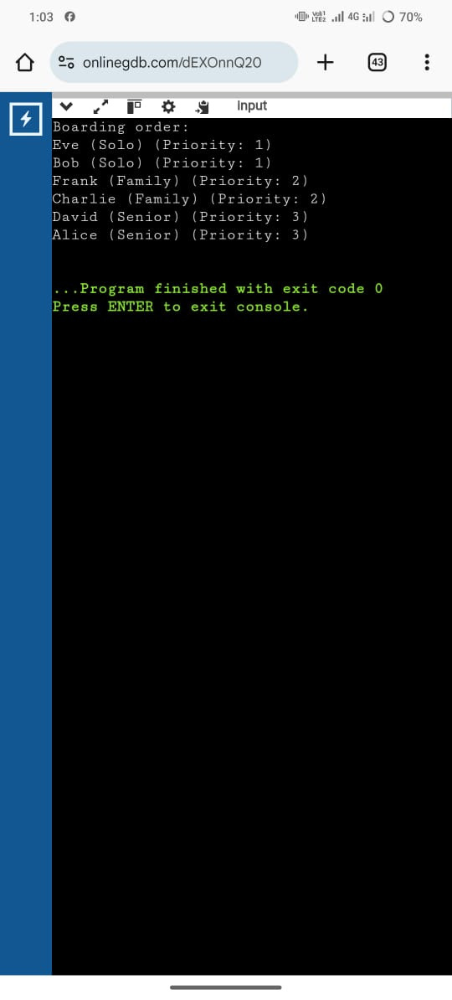 1:03
4G
70%
onlinegdb.com/dEXOnnQ20
43
input
Boarding order:
Eve (Solo) (Priority: 1)
Bob (Solo) (Priority: 1)
Frank (Family) (Priority: 2)
Charlie (Family) (Priority: 2)
David (Senior) (Priority: 3)
Alice (Senior) (Priority: 3)
...Program finished with exit code 0
Press ENTER to exit console.